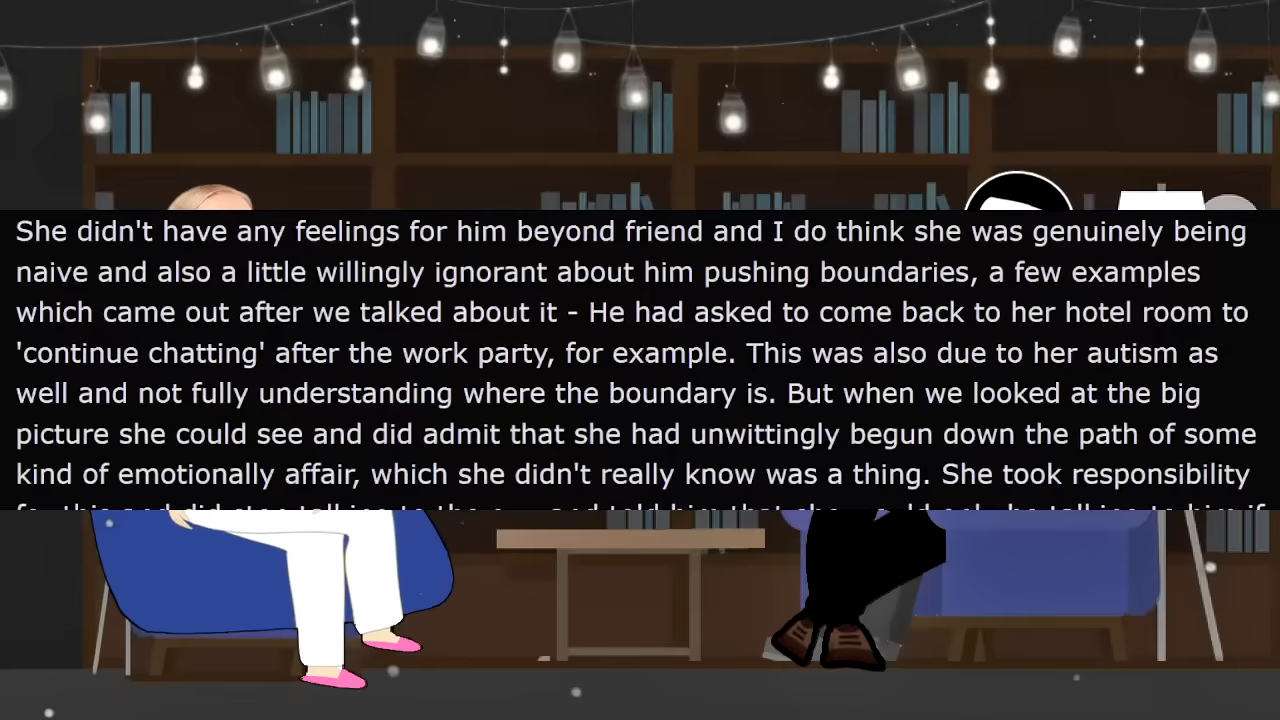 She didn't have any feelings for him beyond friend and I do think she was genuinely being
naive and also a little willingly ignorant about him pushing boundaries, a few examples
which came out after we talked about it - He had asked to come back to her hotel room to
'continue chatting' after the work party, for example. This was also due to her autism as
well and not fully understanding where the boundary is. But when we looked at the big
picture she could see and did admit that she had unwittingly begun down the path of some
kind of emotionally affair, which she didn't really know was a thing. She took responsibility